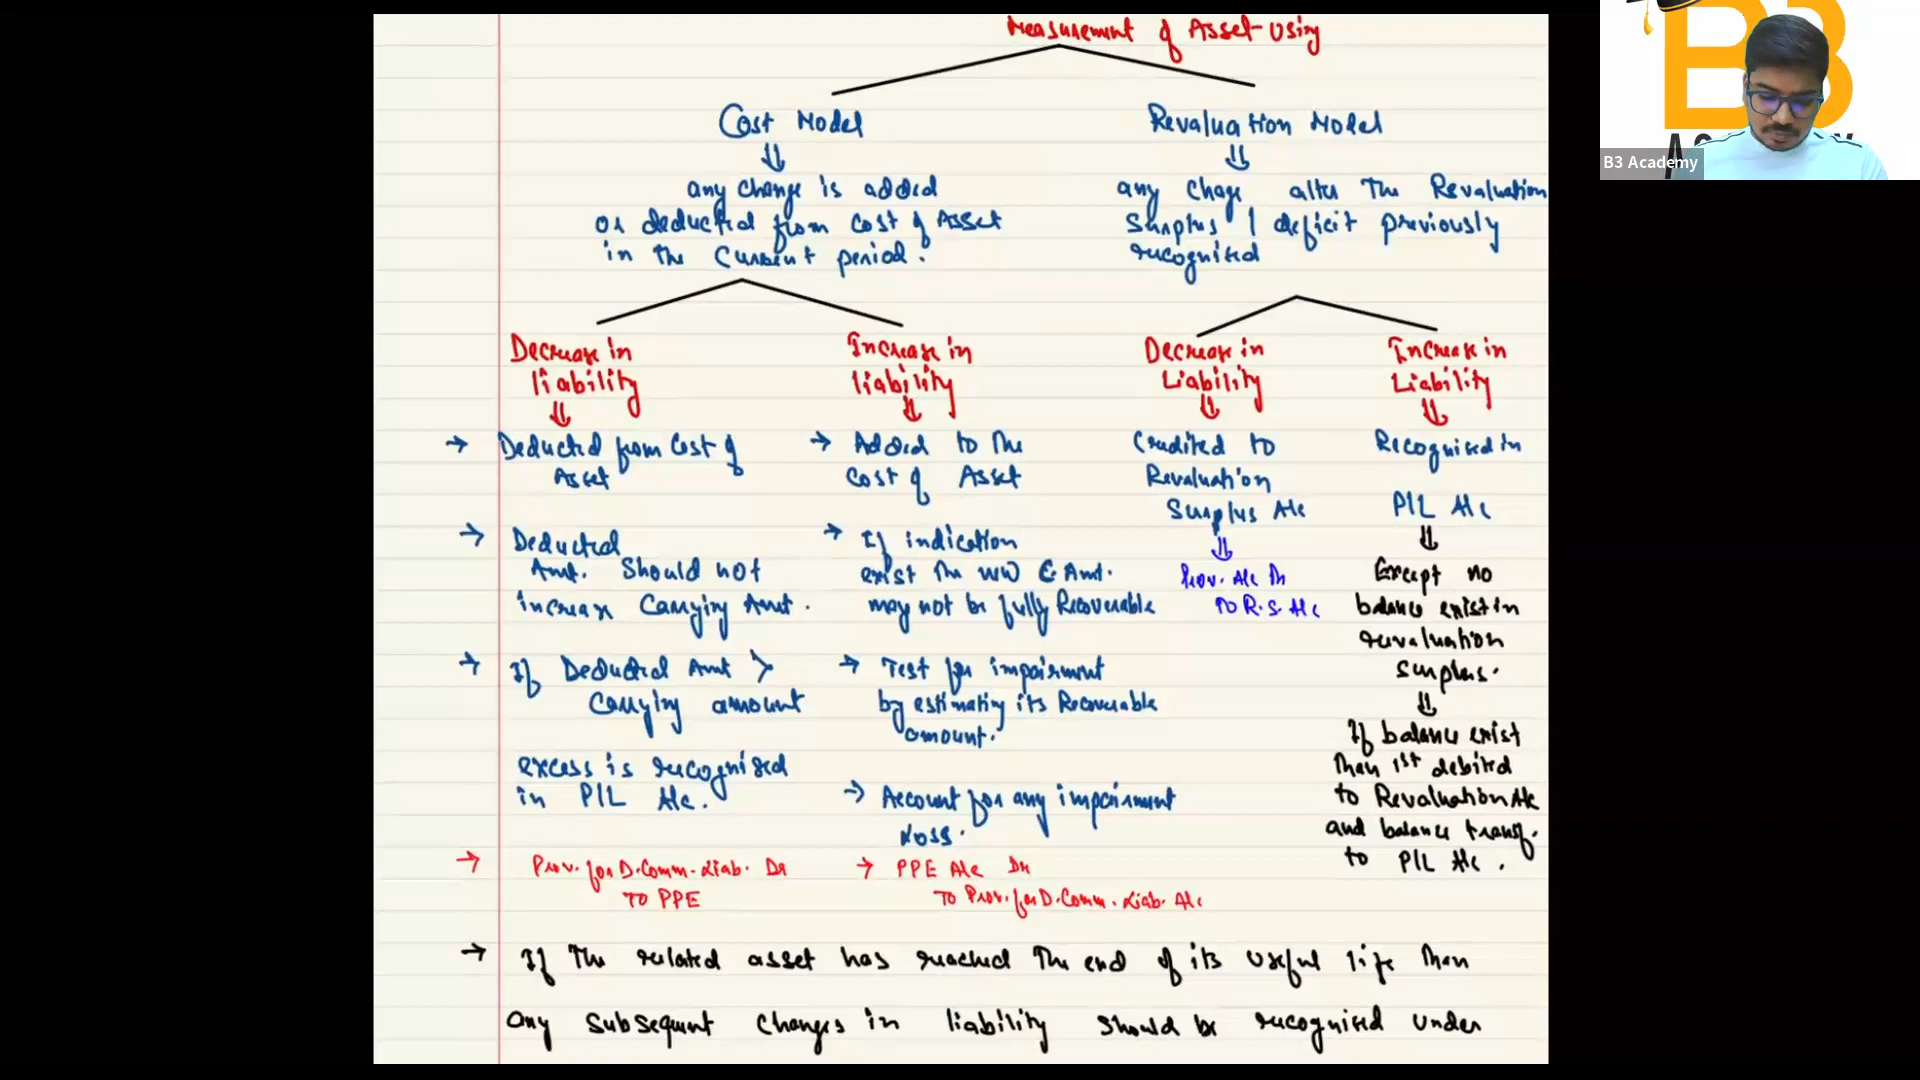 Measurement of Asset-Using
Cost Model
⇓
any change is added
or deducted from cost of Asset
in the Current period.
Decrease in
liability
⇓
→ Deducted from Cost of
Asset
→ Deducted
Amt. Should not
increase Carrying Amt.
→ If Deducted Amt >
Carrying amount
excess is recognised
in P/L A/c.
→ Prov. for D.Comm. Liab. Dr
TO PPE
Increase in
liability
⇓
→ Added to the
Cost of Asset
→ If indication
exist the new C Amt.
may not be fully Recoverable
→ Test for impairment
by estimating its Recoverable
amount.
→ Account for any impairment
Loss.
→ PPE A/c Dr
To Prov. for D.Comm. Liab. A/c
Revaluation Model
⇓
any chage alter the Revaluation
Surplus / deficit previously
recognised
Decrease in
Liability
⇓
Credited to
Revaluation
Surplus A/c
⇓
Prov. A/c Dr
TO R.S. A/c
Increase in
Liability
⇓
Recognised in
P/L A/c
⇓
Except no
balance exist in
revaluation
Surplus.
⇓
If balance exist
then 1st debited
to Revaluation A/c
and balance transf.
to P/L A/c.
→ If the related asset has reached the end of its useful life then
any subsequent changes in liability should be recognised under
B3
B3 Academy